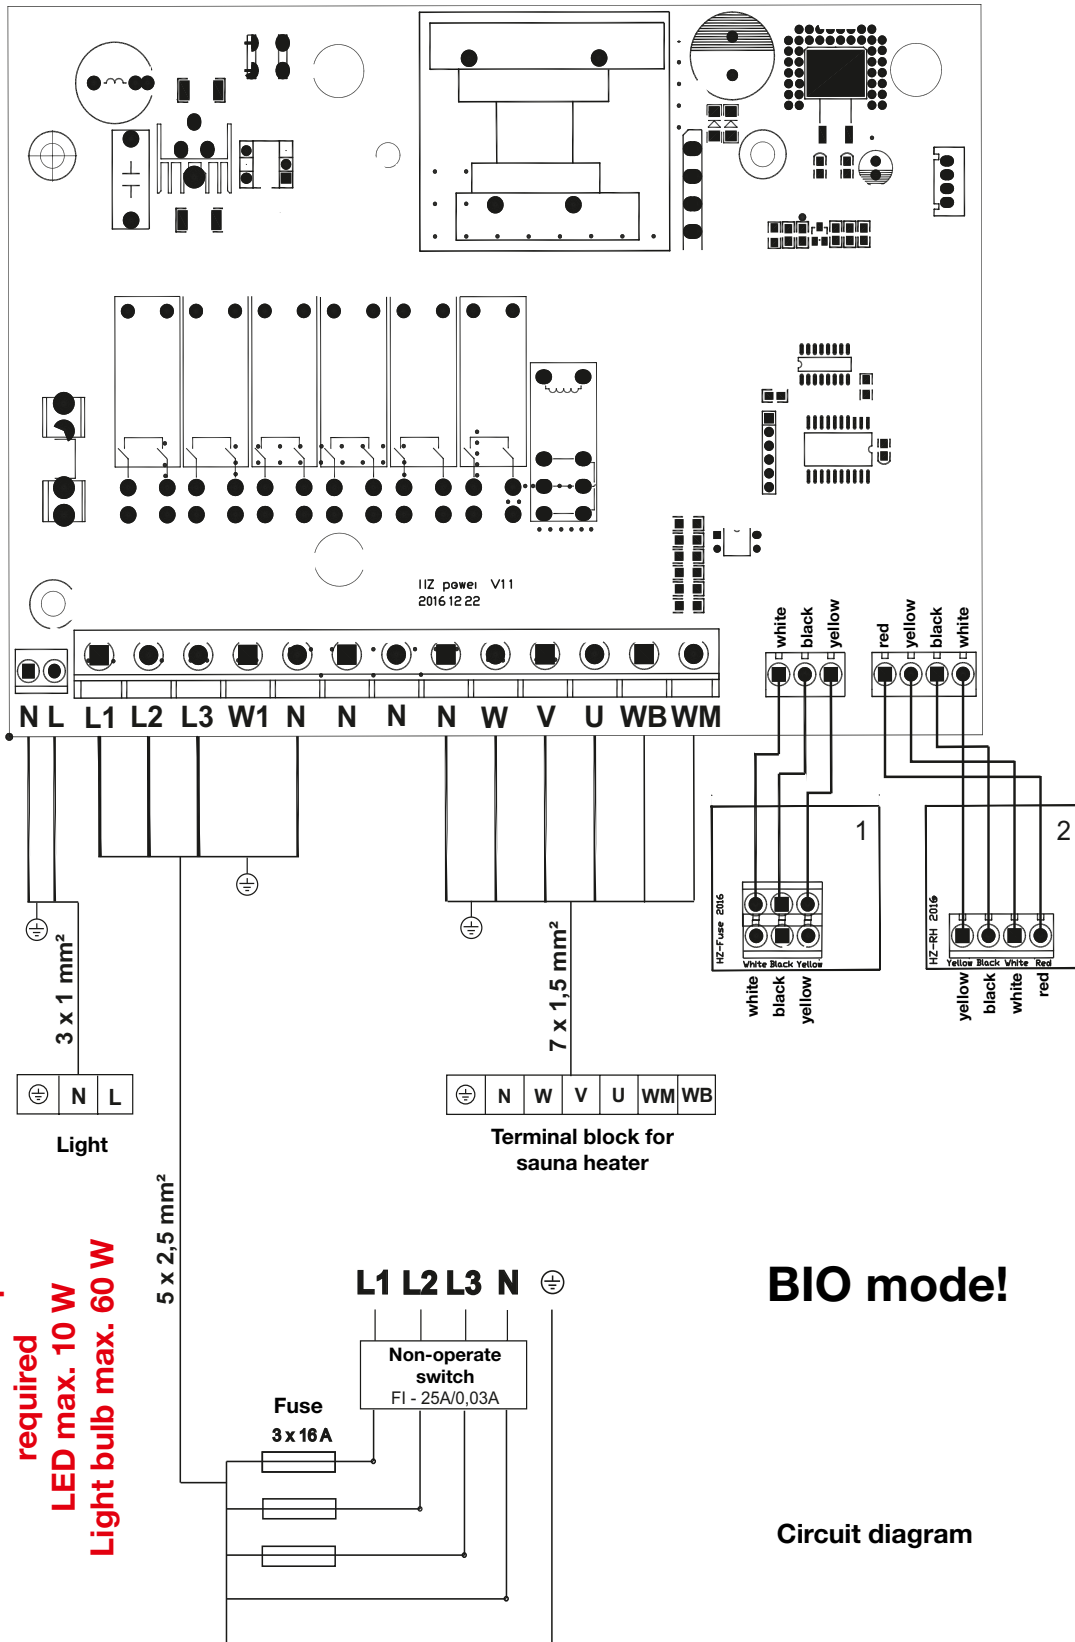 IIZ power V11
2016 12 22
white
black
yellow
red
yellow
black
white
N L L1 L2 L3 W1 N N N N W V U WB WM
1
2
HZ-Fuse 2016
White Black Yellow
white
black
yellow
HZ-RH 2016
Yellow Black White Red
yellow
black
white
red
3 x 1 mm²
7 x 1,5 mm²
N L
Light
N W V U WM WB
Terminal block for
sauna heater
5 x 2,5 mm²
required
LED max. 10 W
Light bulb max. 60 W
L1 L2 L3 N
Non-operate
switch
FI - 25A/0,03A
Fuse
3 x 16 A
BIO mode!
Circuit diagram